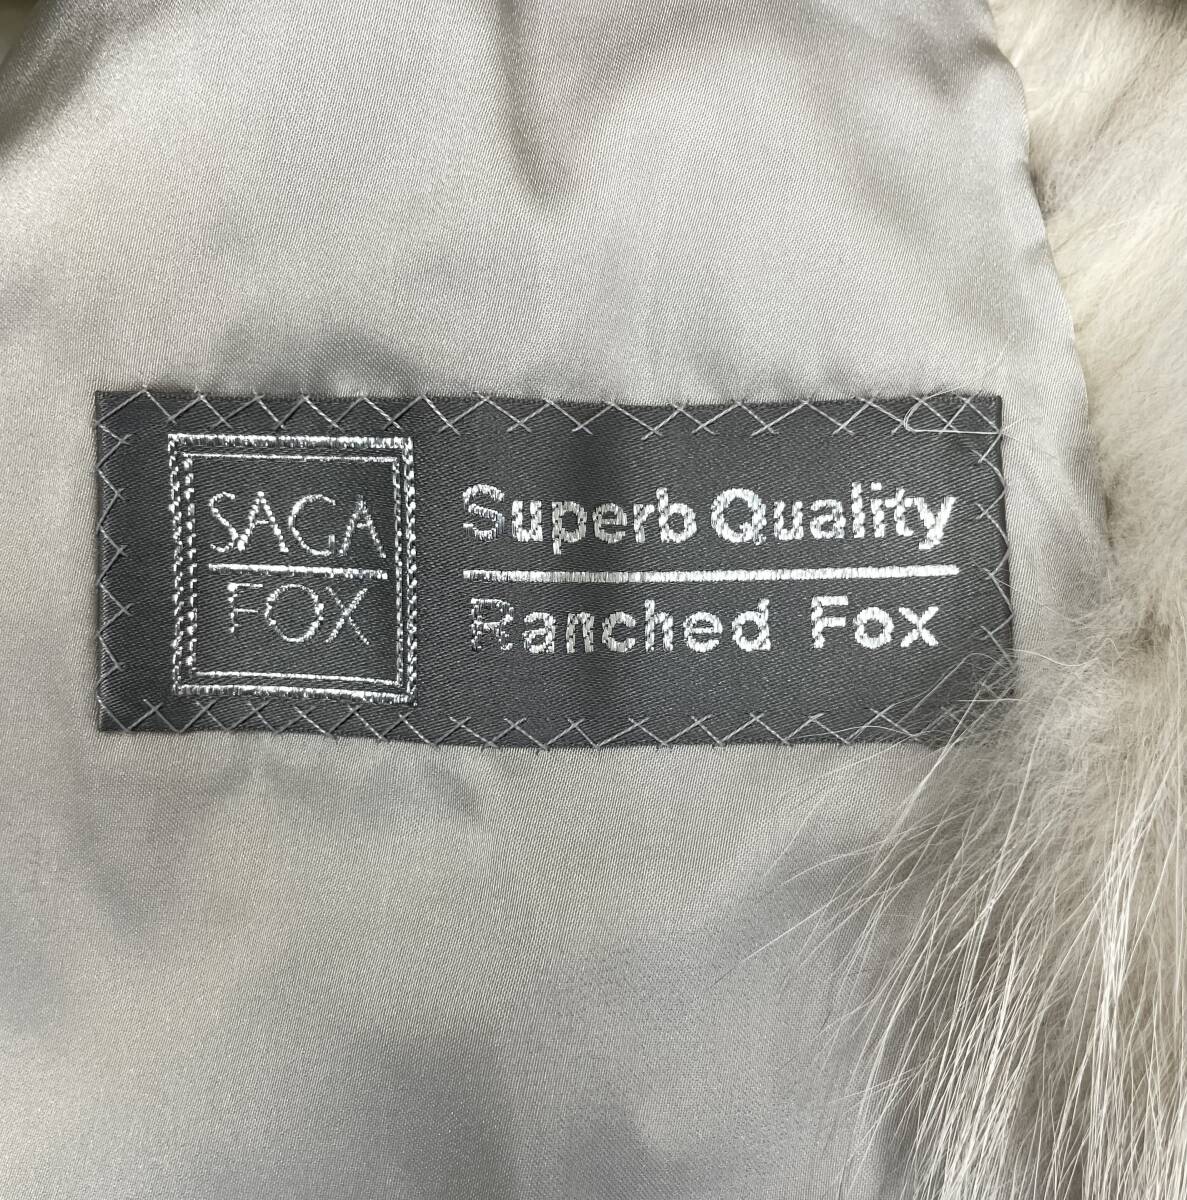 SAGA
FOX
Superb Quality
Ranched Fox